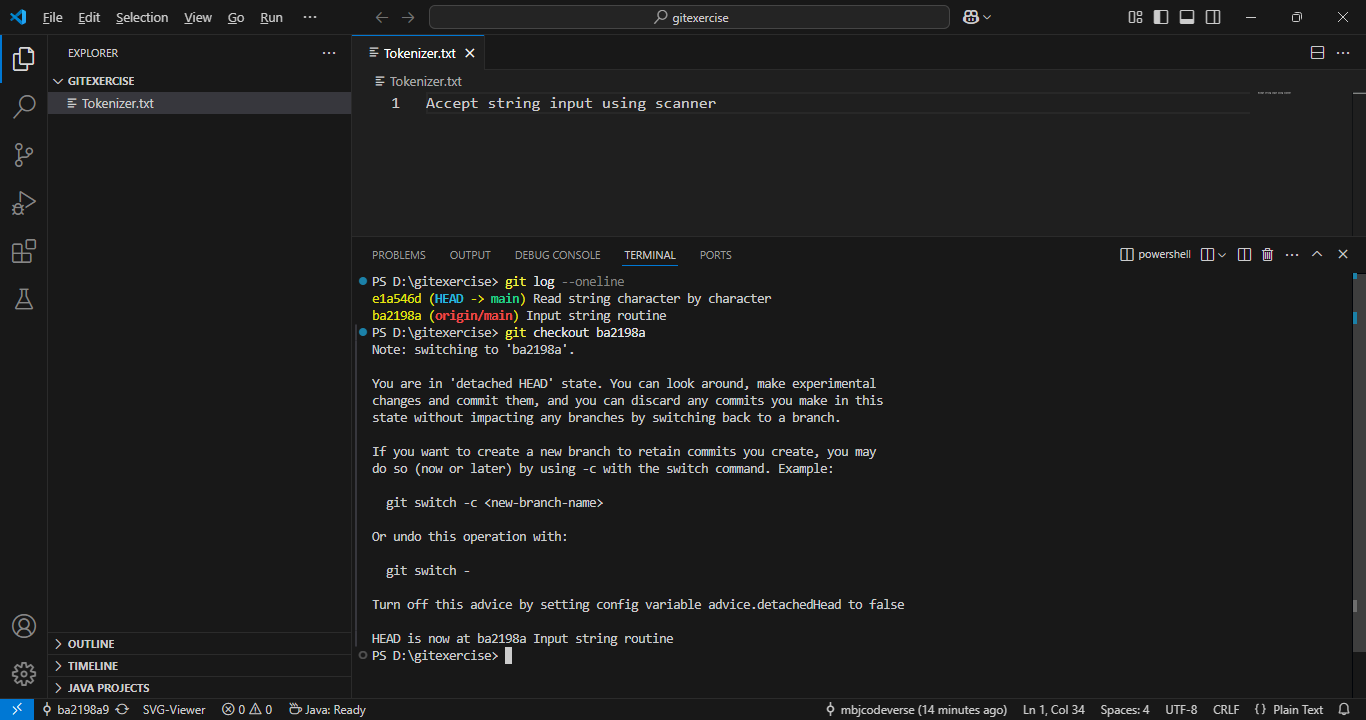 File Edit Selection View Go Run ···
gitexercise
EXPLORER ···
GITEXERCISE
Tokenizer.txt
Tokenizer.txt
Tokenizer.txt
1 Accept string input using scanner
PROBLEMS OUTPUT DEBUG CONSOLE TERMINAL PORTS
powershell
PS D:\gitexercise> git log --oneline
e1a546d (HEAD -> main) Read string character by character
ba2198a (origin/main) Input string routine
PS D:\gitexercise> git checkout ba2198a
Note: switching to 'ba2198a'.
You are in 'detached HEAD' state. You can look around, make experimental
changes and commit them, and you can discard any commits you make in this
state without impacting any branches by switching back to a branch.
If you want to create a new branch to retain commits you create, you may
do so (now or later) by using -c with the switch command. Example:
git switch -c <new-branch-name>
Or undo this operation with:
git switch -
Turn off this advice by setting config variable advice.detachedHead to false
HEAD is now at ba2198a Input string routine
PS D:\gitexercise>
OUTLINE
TIMELINE
JAVA PROJECTS
ba2198a9 SVG-Viewer 0 0 Java: Ready mbjcodeverse (14 minutes ago) Ln 1, Col 34 Spaces: 4 UTF-8 CRLF {} Plain Text